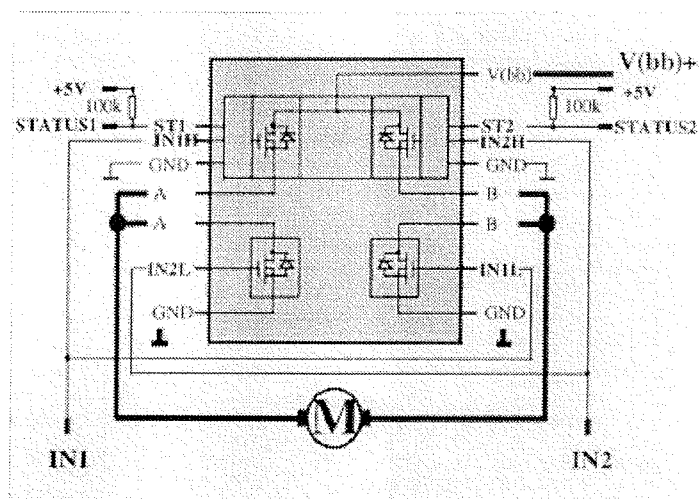 V(bb)+
V(bb)
+5V
+5V
100k
100k
STATUS1
ST1
ST2
STATUS2
IN1H
IN2H
GND
GND
A
B
A
B
IN2L
IN1L
GND
GND
M
IN1
IN2